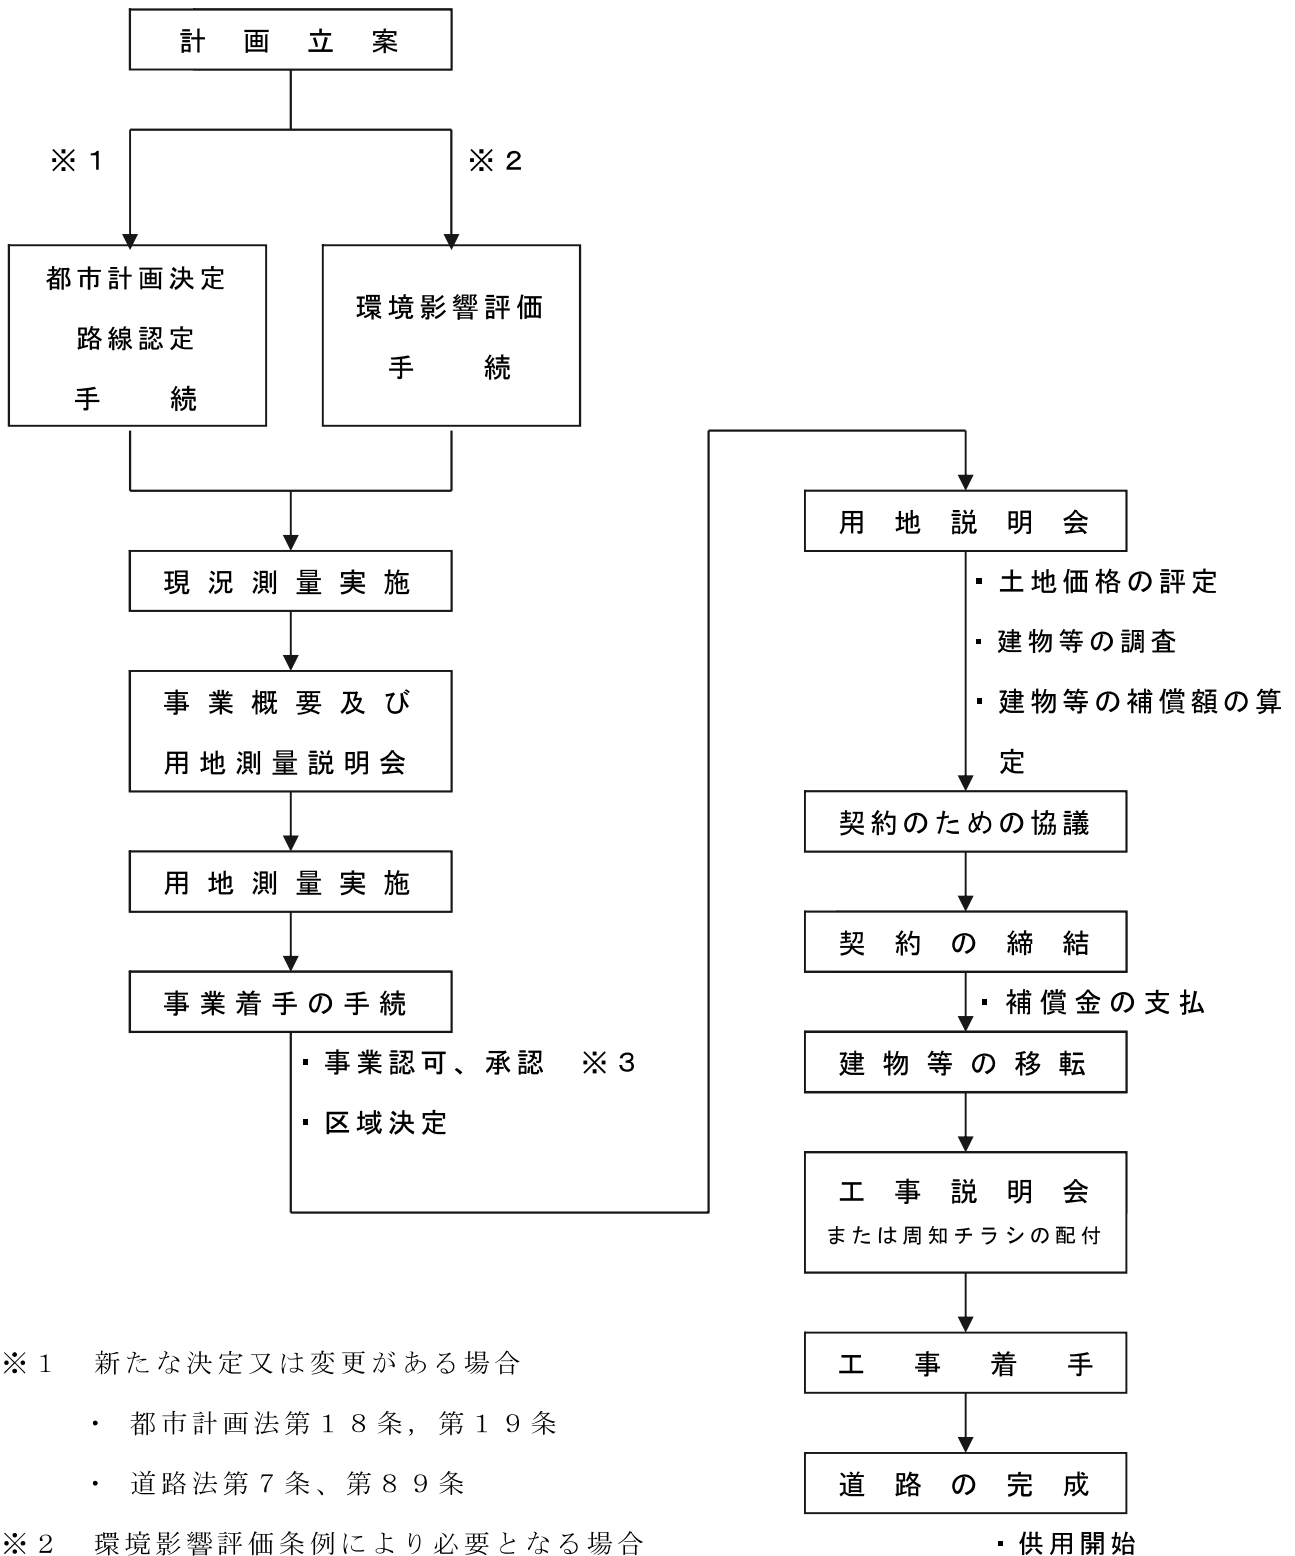 計画立案
※１
※２
都市計画決定
路線認定
手続
環境影響評価
手続
現況測量実施
事業概要及び
用地測量説明会
用地測量実施
事業着手の手続
・事業認可、承認　※３
・区域決定
用地説明会
・土地価格の評定
・建物等の調査
・建物等の補償額の算
定
契約のための協議
契約の締結
・補償金の支払
建物等の移転
工事説明会
または周知チラシの配付
工事着手
道路の完成
・供用開始
※１　新たな決定又は変更がある場合
・　都市計画法第１８条，第１９条
・　道路法第７条、第８９条
※２　環境影響評価条例により必要となる場合